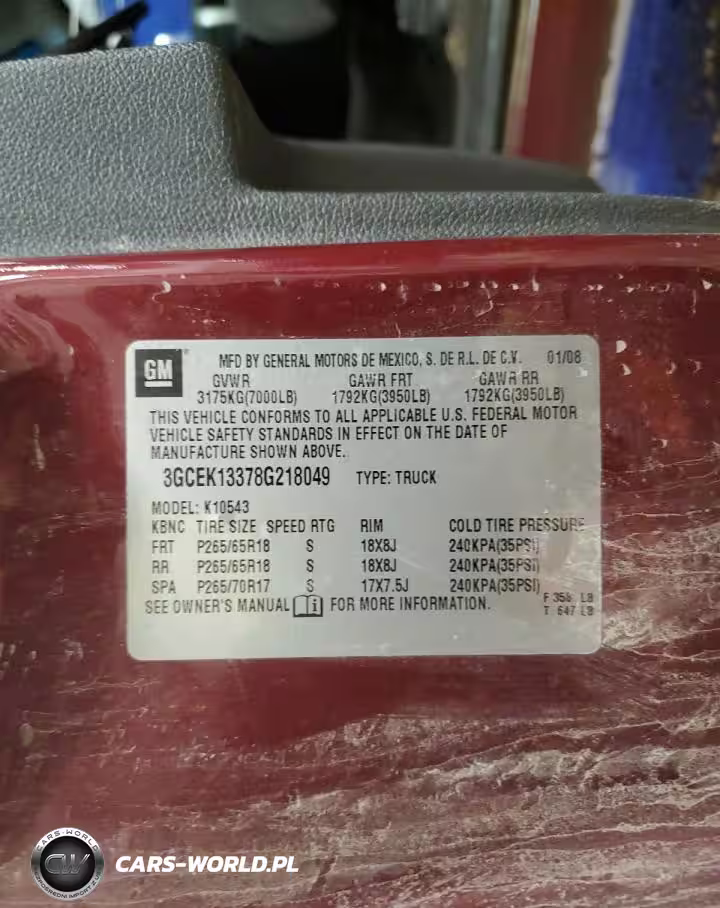 GM
MFD BY GENERAL MOTORS DE MEXICO, S. DE R.L. DE C.V. 01/08
GVWR GAWR FRT GAWR RR
3175KG(7000LB) 1792KG(3950LB) 1792KG(3950LB)
THIS VEHICLE CONFORMS TO ALL APPLICABLE U.S. FEDERAL MOTOR
VEHICLE SAFETY STANDARDS IN EFFECT ON THE DATE OF
MANUFACTURE SHOWN ABOVE.
3GCEK13378G218049 TYPE: TRUCK
MODEL: K10543
KBNC TIRE SIZE SPEED RTG RIM COLD TIRE PRESSURE
FRT P265/65R18 S 18X8J 240KPA(35PSI)
RR P265/65R18 S 18X8J 240KPA(35PSI)
SPA P265/70R17 S 17X7.5J 240KPA(35PSI)
SEE OWNER'S MANUAL i FOR MORE INFORMATION.
F 356 LB
T 647 LB
CARS-WORLD
CW
BEZPOŚREDNI IMPORT Z USA
CARS-WORLD.PL